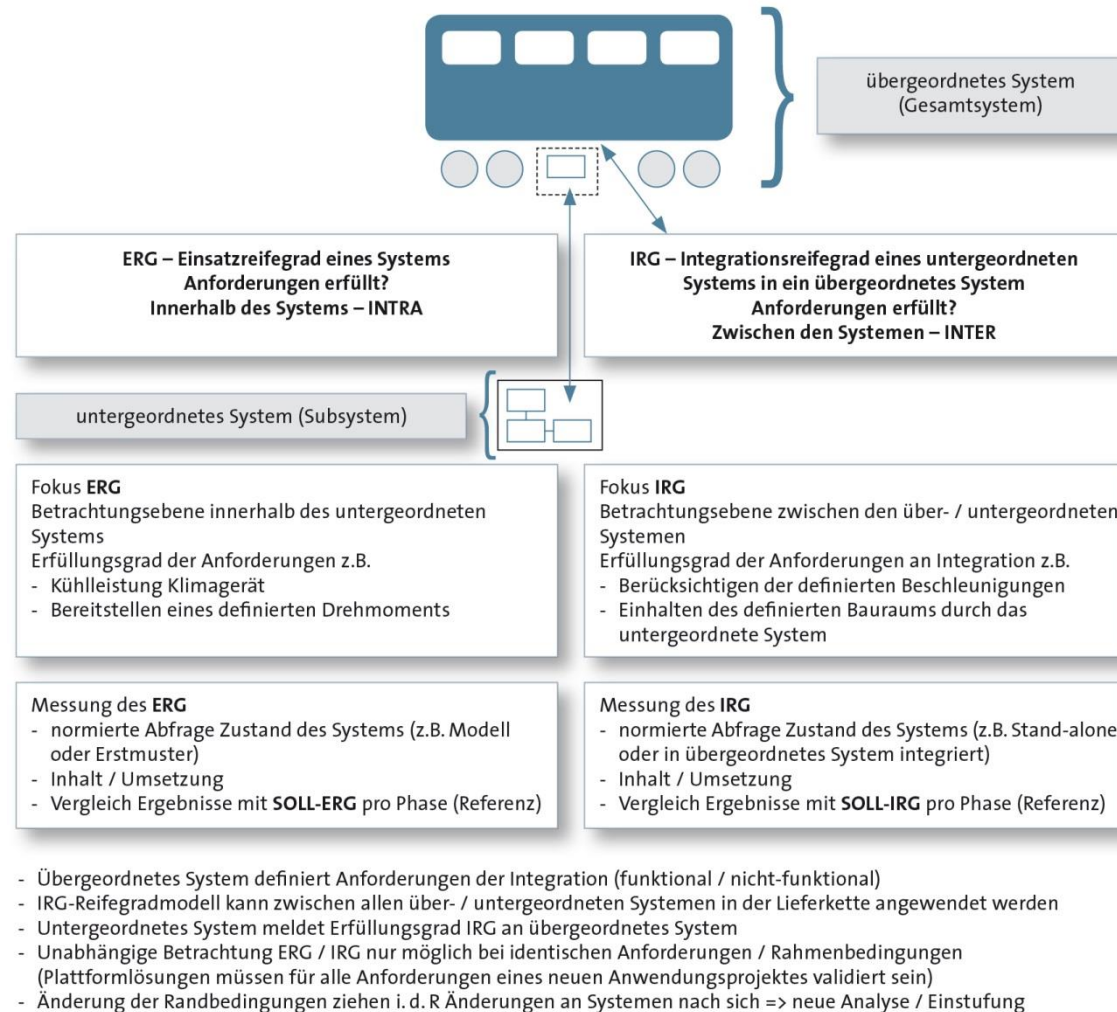 übergeordnetes System
(Gesamtsystem)
ERG – Einsatzreifegrad eines Systems
Anforderungen erfüllt?
Innerhalb des Systems – INTRA
IRG – Integrationsreifegrad eines untergeordneten
Systems in ein übergeordnetes System
Anforderungen erfüllt?
Zwischen den Systemen – INTER
untergeordnetes System (Subsystem)
Fokus ERG
Betrachtungsebene innerhalb des untergeordneten
Systems
Erfüllungsgrad der Anforderungen z.B.
- Kühlleistung Klimagerät
- Bereitstellen eines definierten Drehmoments
Fokus IRG
Betrachtungsebene zwischen den über- / untergeordneten
Systemen
Erfüllungsgrad der Anforderungen an Integration z.B.
- Berücksichtigen der definierten Beschleunigungen
- Einhalten des definierten Bauraums durch das
untergeordnete System
Messung des ERG
- normierte Abfrage Zustand des Systems (z.B. Modell
oder Erstmuster)
- Inhalt / Umsetzung
- Vergleich Ergebnisse mit SOLL-ERG pro Phase (Referenz)
Messung des IRG
- normierte Abfrage Zustand des Systems (z.B. Stand-alone
oder in übergeordnetes System integriert)
- Inhalt / Umsetzung
- Vergleich Ergebnisse mit SOLL-IRG pro Phase (Referenz)
- Übergeordnetes System definiert Anforderungen der Integration (funktional / nicht-funktional)
- IRG-Reifegradmodell kann zwischen allen über- / untergeordneten Systemen in der Lieferkette angewendet werden
- Untergeordnetes System meldet Erfüllungsgrad IRG an übergeordnetes System
- Unabhängige Betrachtung ERG / IRG nur möglich bei identischen Anforderungen / Rahmenbedingungen
(Plattformlösungen müssen für alle Anforderungen eines neuen Anwendungsprojektes validiert sein)
- Änderung der Randbedingungen ziehen i. d. R Änderungen an Systemen nach sich => neue Analyse / Einstufung